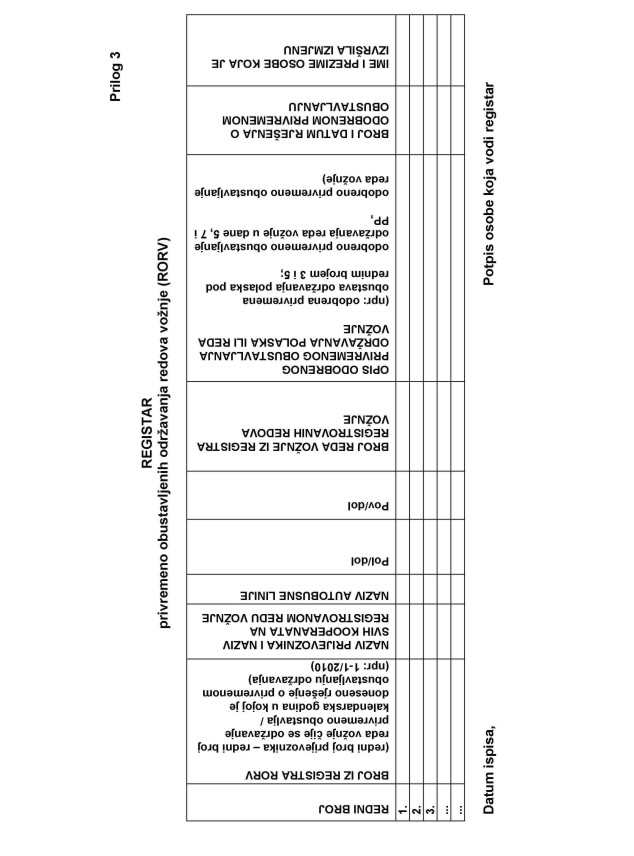 Prilog 3
REGISTAR
privremeno obustavljenih održavanja redova vožnje (RORV)
REDNI BROJ
BROJ IZ REGISTRA RORV
(redni broj prijevoznika – redni broj
reda vožnje čije se održavanje
privremeno obustavlja /
kalendarska godina u kojoj je
doneseno rješenje o privremenom
obustavljanju održavanja)
(npr: 1-1/2010)
NAZIV PRIJEVOZNIKA I NAZIV
SVIH KOOPERANATA NA
REGISTROVANOM REDU VOŽNJE
NAZIV AUTOBUSNE LINIJE
Pol/dol
Pov/dol
BROJ REDA VOŽNJE IZ REGISTRA
REGISTROVANIH REDOVA
VOŽNJE
OPIS ODOBRENOG
PRIVREMENOG OBUSTAVLJANJA
ODRŽAVANJA POLASKA ILI REDA
VOŽNJE
(npr: odobrena privremena
obustava održavanja polaska pod
rednim brojem 3 i 5;
odobreno privremeno obustavljanje
održavanja reda vožnje u dane 5, 7 i
PP,
odobreno privremeno obustavljanje
reda vožnje)
BROJ I DATUM RJEŠENJA O
ODOBRENOM PRIVREMENOM
OBUSTAVLJANJU
IME I PREZIME OSOBE KOJA JE
IZVRŠILA IZMJENU
1.
2.
3.
...
...
Datum ispisa,
Potpis osobe koja vodi registar